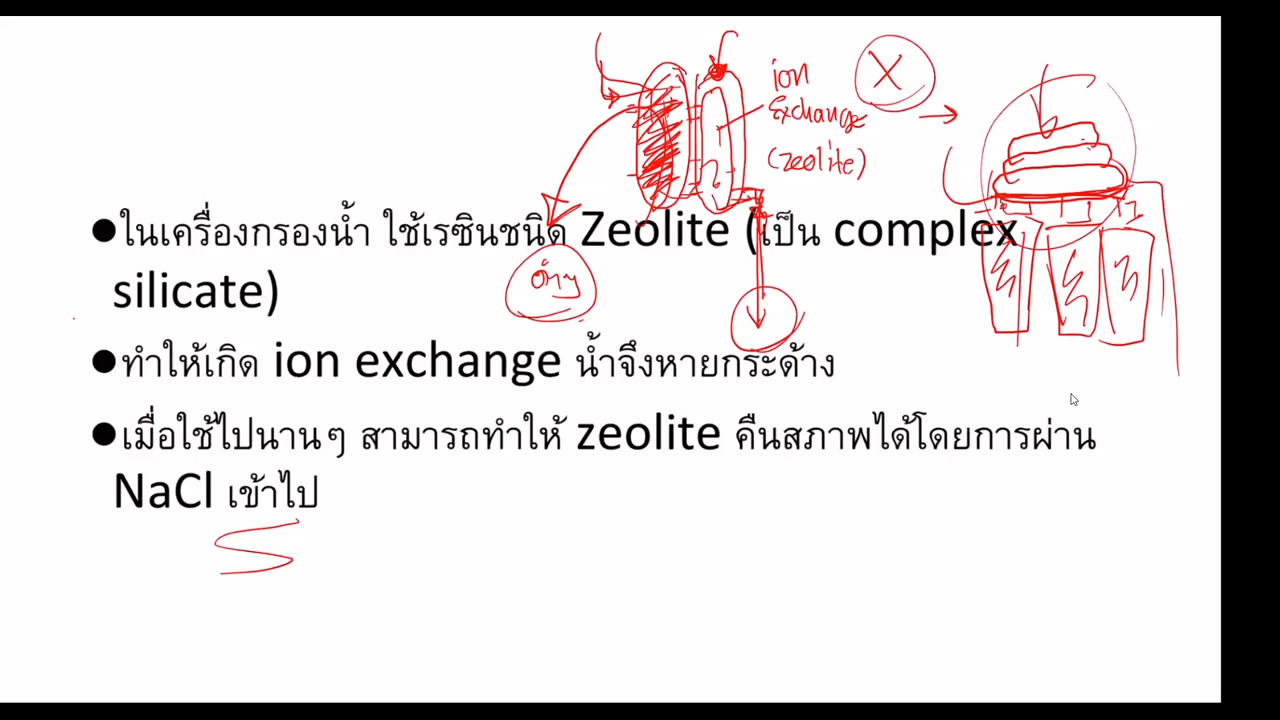 ion
Exchange
(zeolite)
X
●ในเครื่องกรองน้ำ ใช้เรซินชนิด Zeolite (เป็น complex
silicate)
●ทำให้เกิด ion exchange น้ำจึงหายกระด้าง
●เมื่อใช้ไปนานๆ สามารถทำให้ zeolite คืนสภาพได้โดยการผ่าน
NaCl เข้าไป